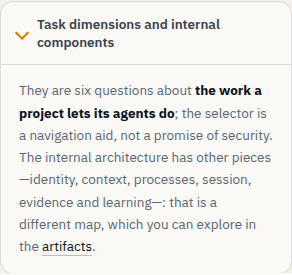 Task dimensions and internal
components
They are six questions about the work a
project lets its agents do; the selector is
a navigation aid, not a promise of security.
The internal architecture has other pieces
—identity, context, processes, session,
evidence and learning—: that is a
different map, which you can explore in
the artifacts.